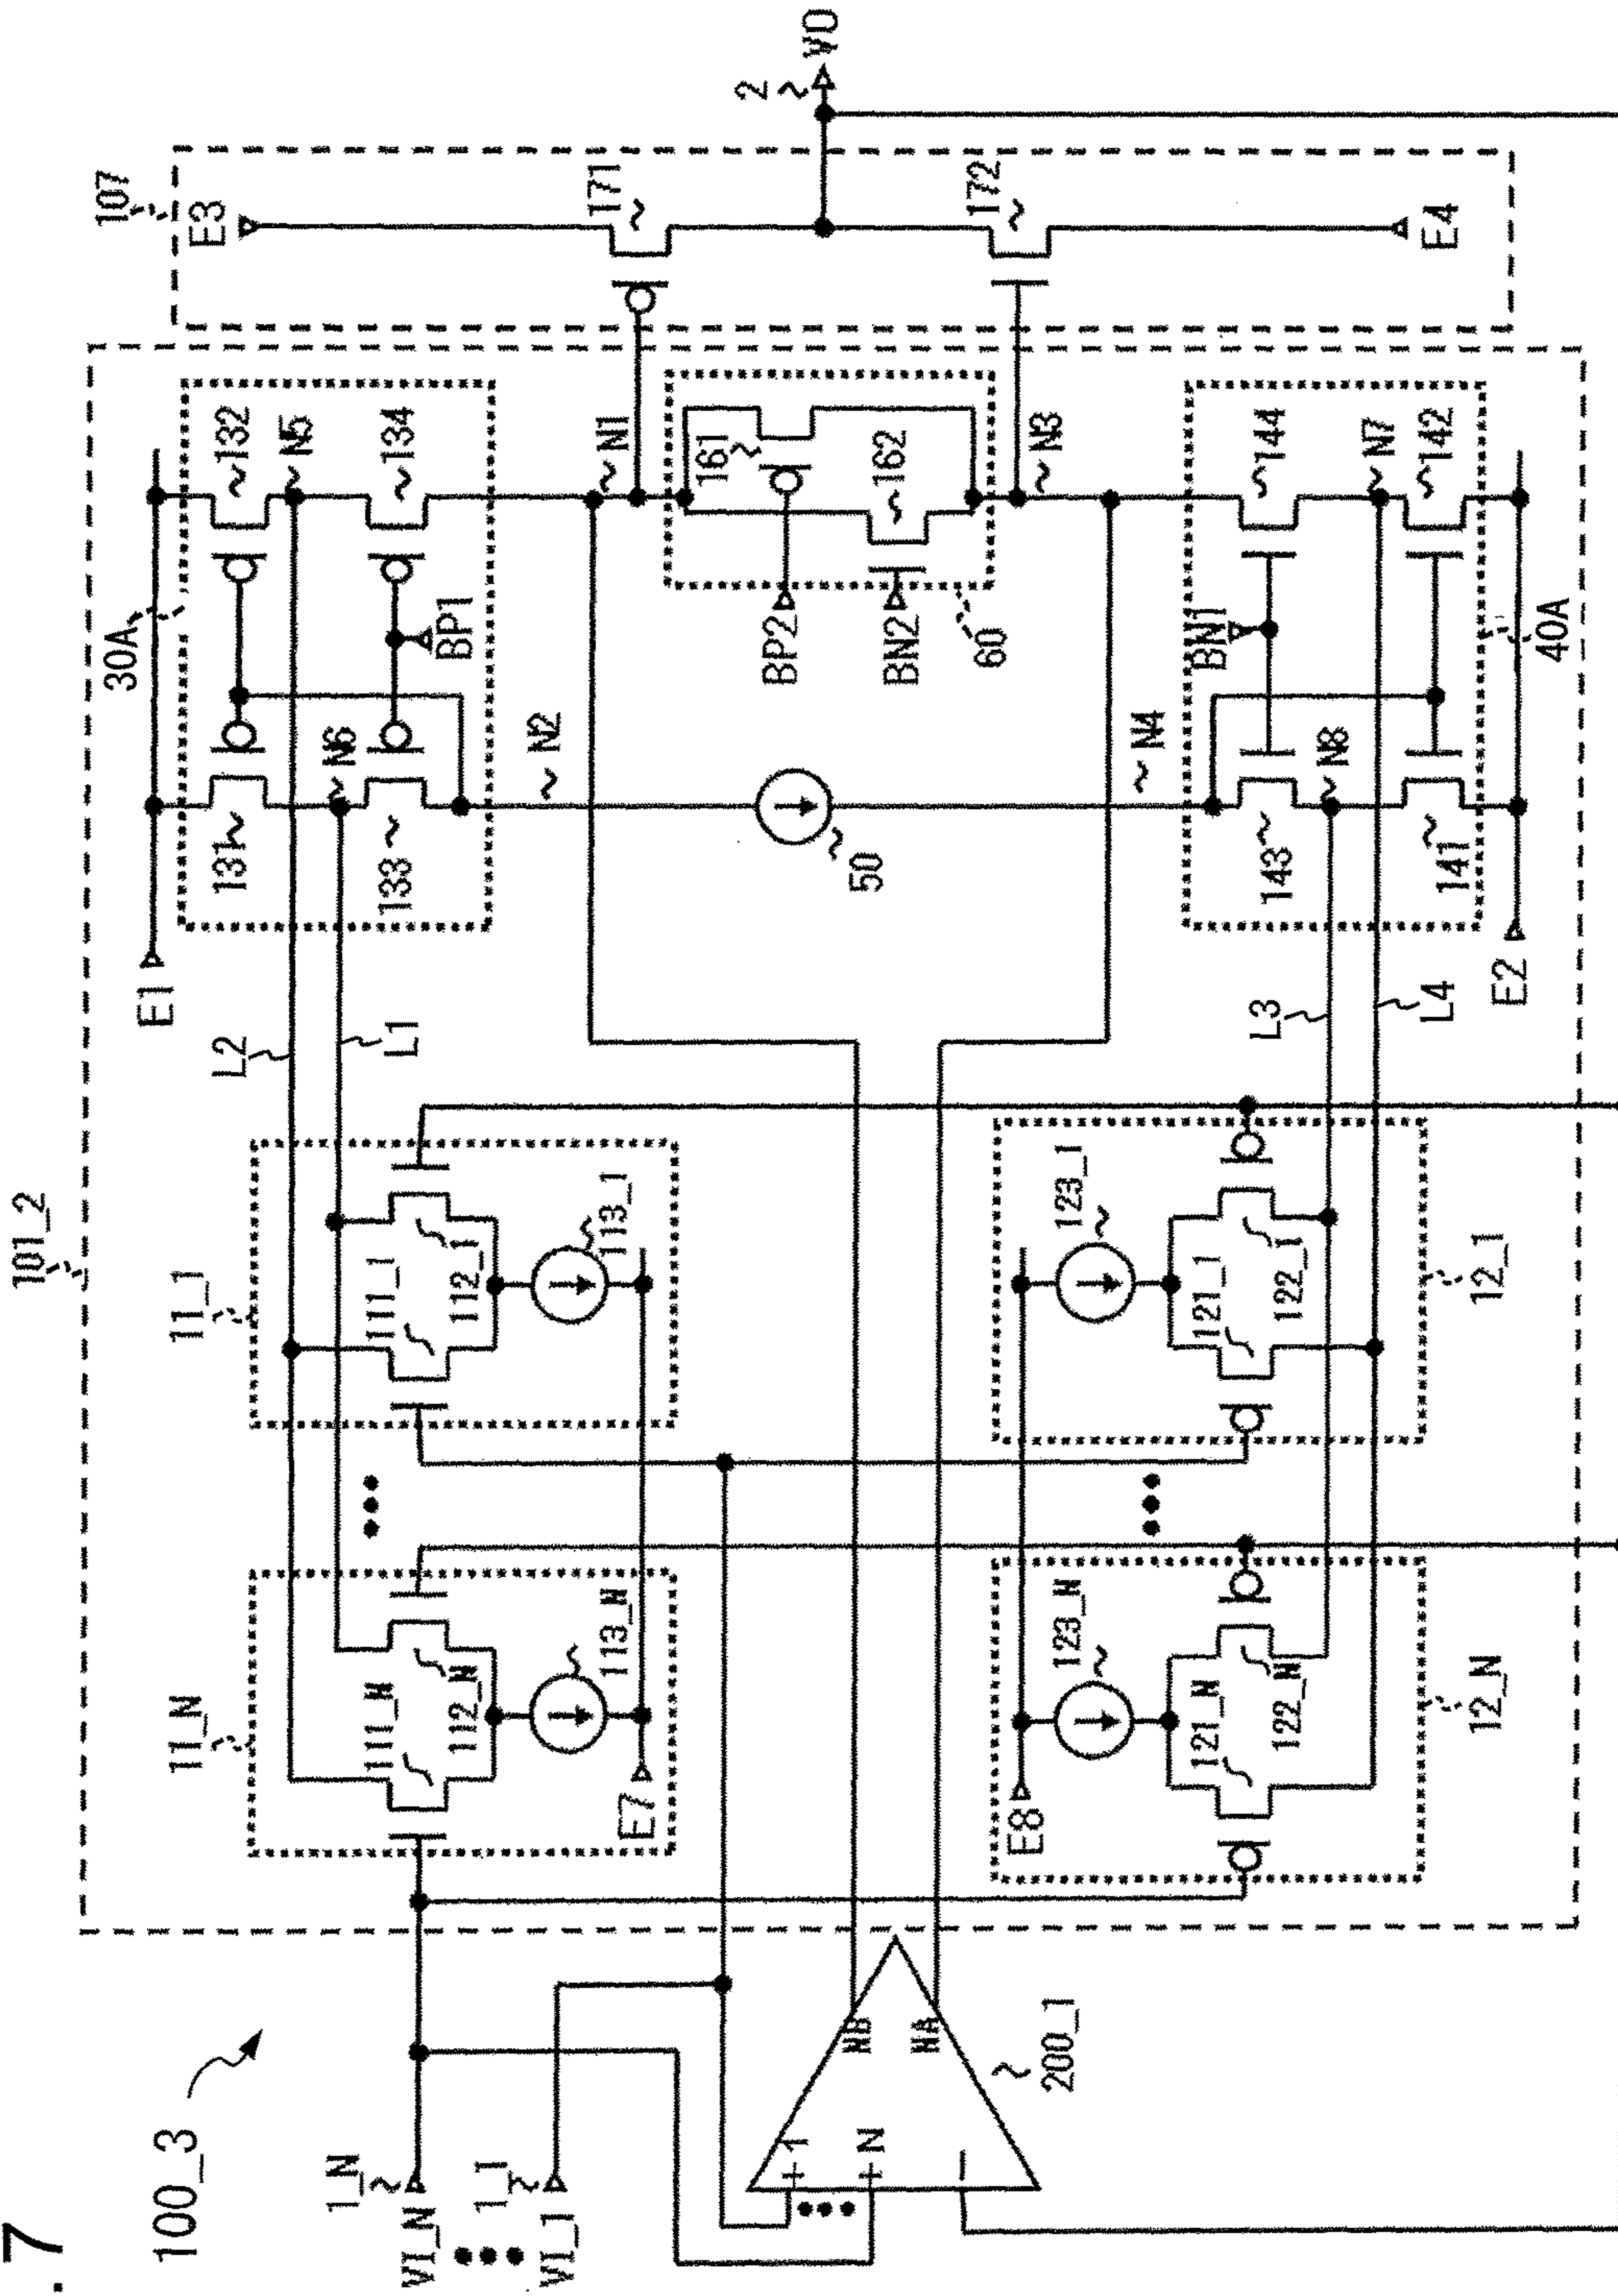 . 7
100_3
101_2
107
E3
E1
30A
132
N5
134
131
N6
133
BP1
L2
L1
N1
N2
171
2
VO
161
162
BP2
BN2
60
50
172
E4
N3
N4
144
N7
142
BN1
143
N8
141
40A
E2
L3
L4
11_1
111_1
112_1
113_1
11_N
111_N
112_N
113_N
E7
12_1
123_1
121_1
122_1
12_N
123_N
121_N
122_N
E8
1_N
VI_N
1_1
VI_1
+ 1
+ N
−
NB
NA
200_1